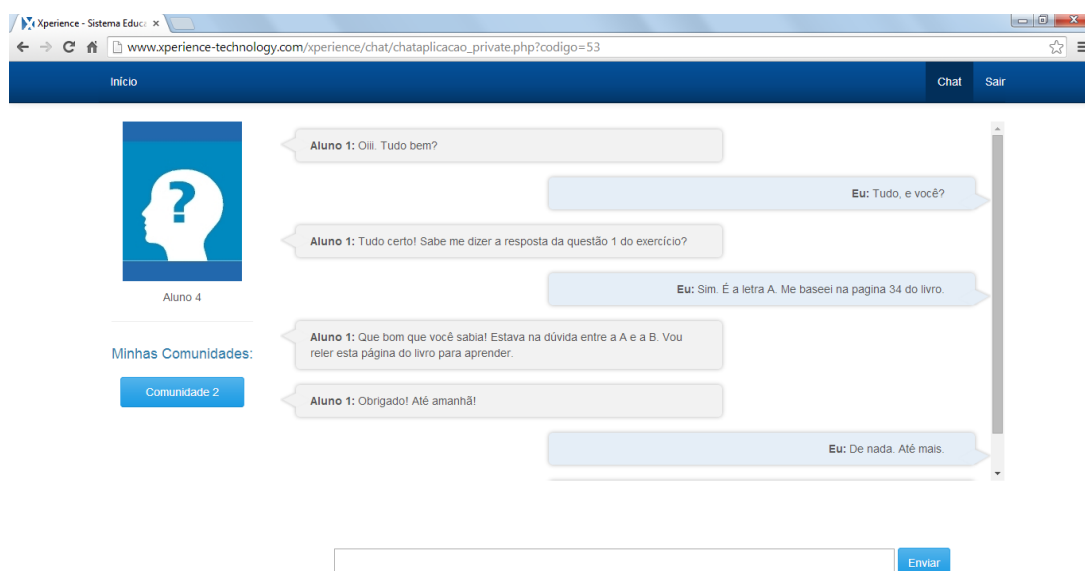 Xperience - Sistema Educa
www.xperience-technology.com/xperience/chat/chataplicacao_private.php?codigo=53
Início
Chat
Sair
Aluno 1: Oiii. Tudo bem?
Eu: Tudo, e você?
Aluno 1: Tudo certo! Sabe me dizer a resposta da questão 1 do exercício?
Eu: Sim. É a letra A. Me baseei na pagina 34 do livro.
Aluno 4
Aluno 1: Que bom que você sabia! Estava na dúvida entre a A e a B. Vou
reler esta página do livro para aprender.
Minhas Comunidades:
Comunidade 2
Aluno 1: Obrigado! Até amanhã!
Eu: De nada. Até mais.
Enviar